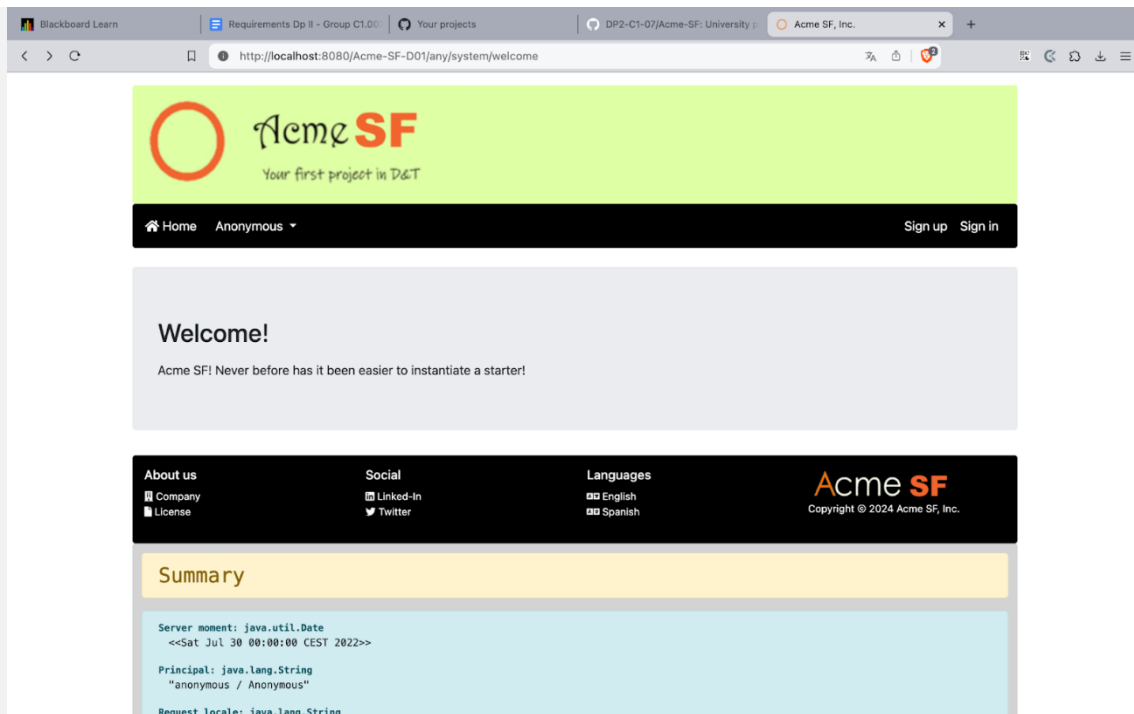 Blackboard Learn
Requirements Dp II - Group C1.00
Your projects
DP2-C1-07/Acme-SF: University p
Acme SF, Inc.
http://localhost:8080/Acme-SF-D01/any/system/welcome
2
Acme SF
Your first project in D&T
Home Anonymous Sign up Sign in
Welcome!
Acme SF! Never before has it been easier to instantiate a starter!
About us
Company
License
Social
Linked-In
Twitter
Languages
English
Spanish
Acme SF
Copyright © 2024 Acme SF, Inc.
Summary
Server moment: java.util.Date
<<Sat Jul 30 00:00:00 CEST 2022>>
Principal: java.lang.String
"anonymous / Anonymous"
Request locale: java.lang.String